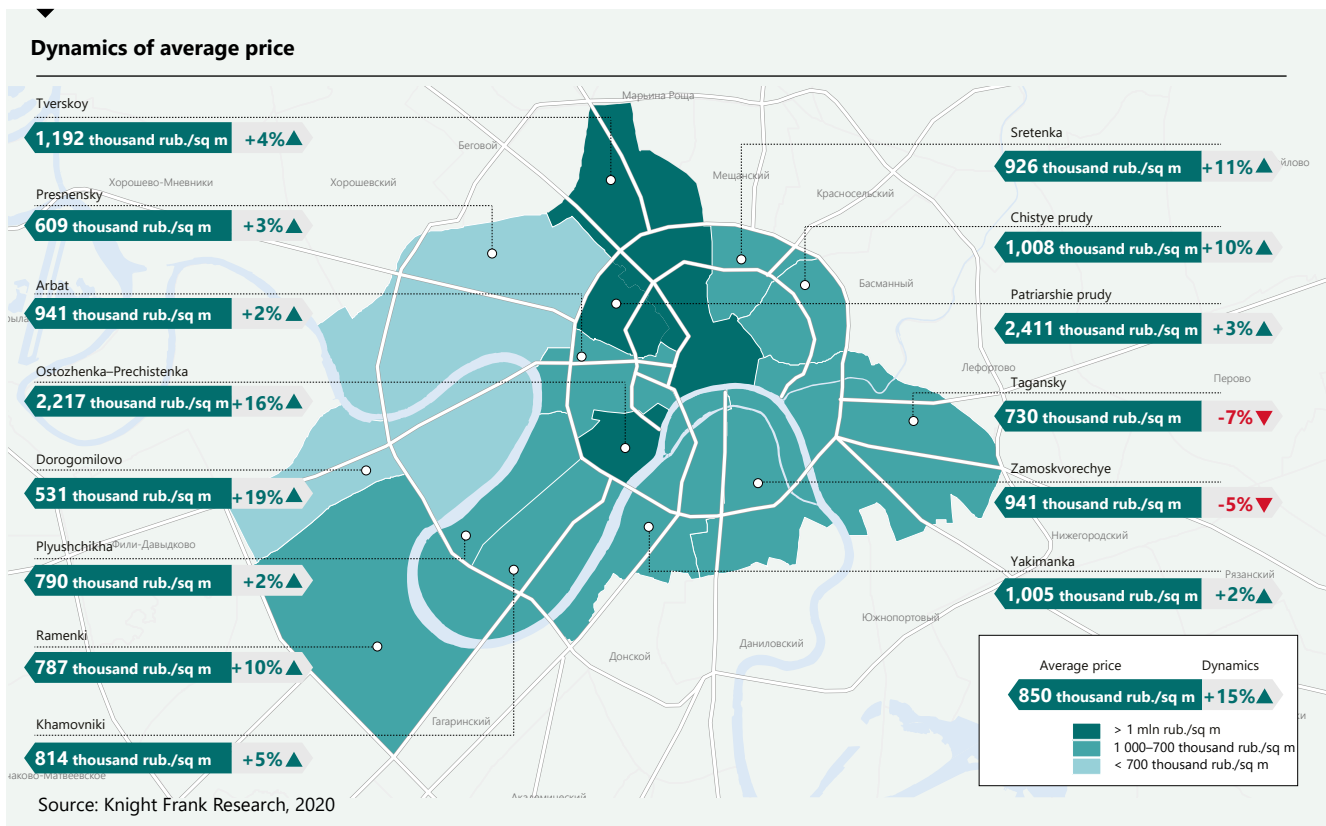 Dynamics of average price
Tverskoy
1,192 thousand rub./sq m +4%
Presnensky
609 thousand rub./sq m +3%
Arbat
941 thousand rub./sq m +2%
Ostozhenka–Prechistenka
2,217 thousand rub./sq m +16%
Dorogomilovo
531 thousand rub./sq m +19%
Plyushchikha
790 thousand rub./sq m +2%
Ramenki
787 thousand rub./sq m +10%
Khamovniki
814 thousand rub./sq m +5%
Марьина Роща
Беговой
Хорошево-Мневники
Хорошевский
Мещанский
Красносельский
Басманный
Лефортово
Перово
Фили-Давыдково
Нижегородский
Рязанский
Южнопортовый
Даниловский
Донской
Гагаринский
Академический
Sretenka
926 thousand rub./sq m +11%
йлово
Chistye prudy
1,008 thousand rub./sq m +10%
Patriarshie prudy
2,411 thousand rub./sq m +3%
Tagansky
730 thousand rub./sq m -7%
Zamoskvorechye
941 thousand rub./sq m -5%
Yakimanka
1,005 thousand rub./sq m +2%
Average price Dynamics
850 thousand rub./sq m +15%
> 1 mln rub./sq m
1 000–700 thousand rub./sq m
< 700 thousand rub./sq m
наково-Матвеевское
Source: Knight Frank Research, 2020